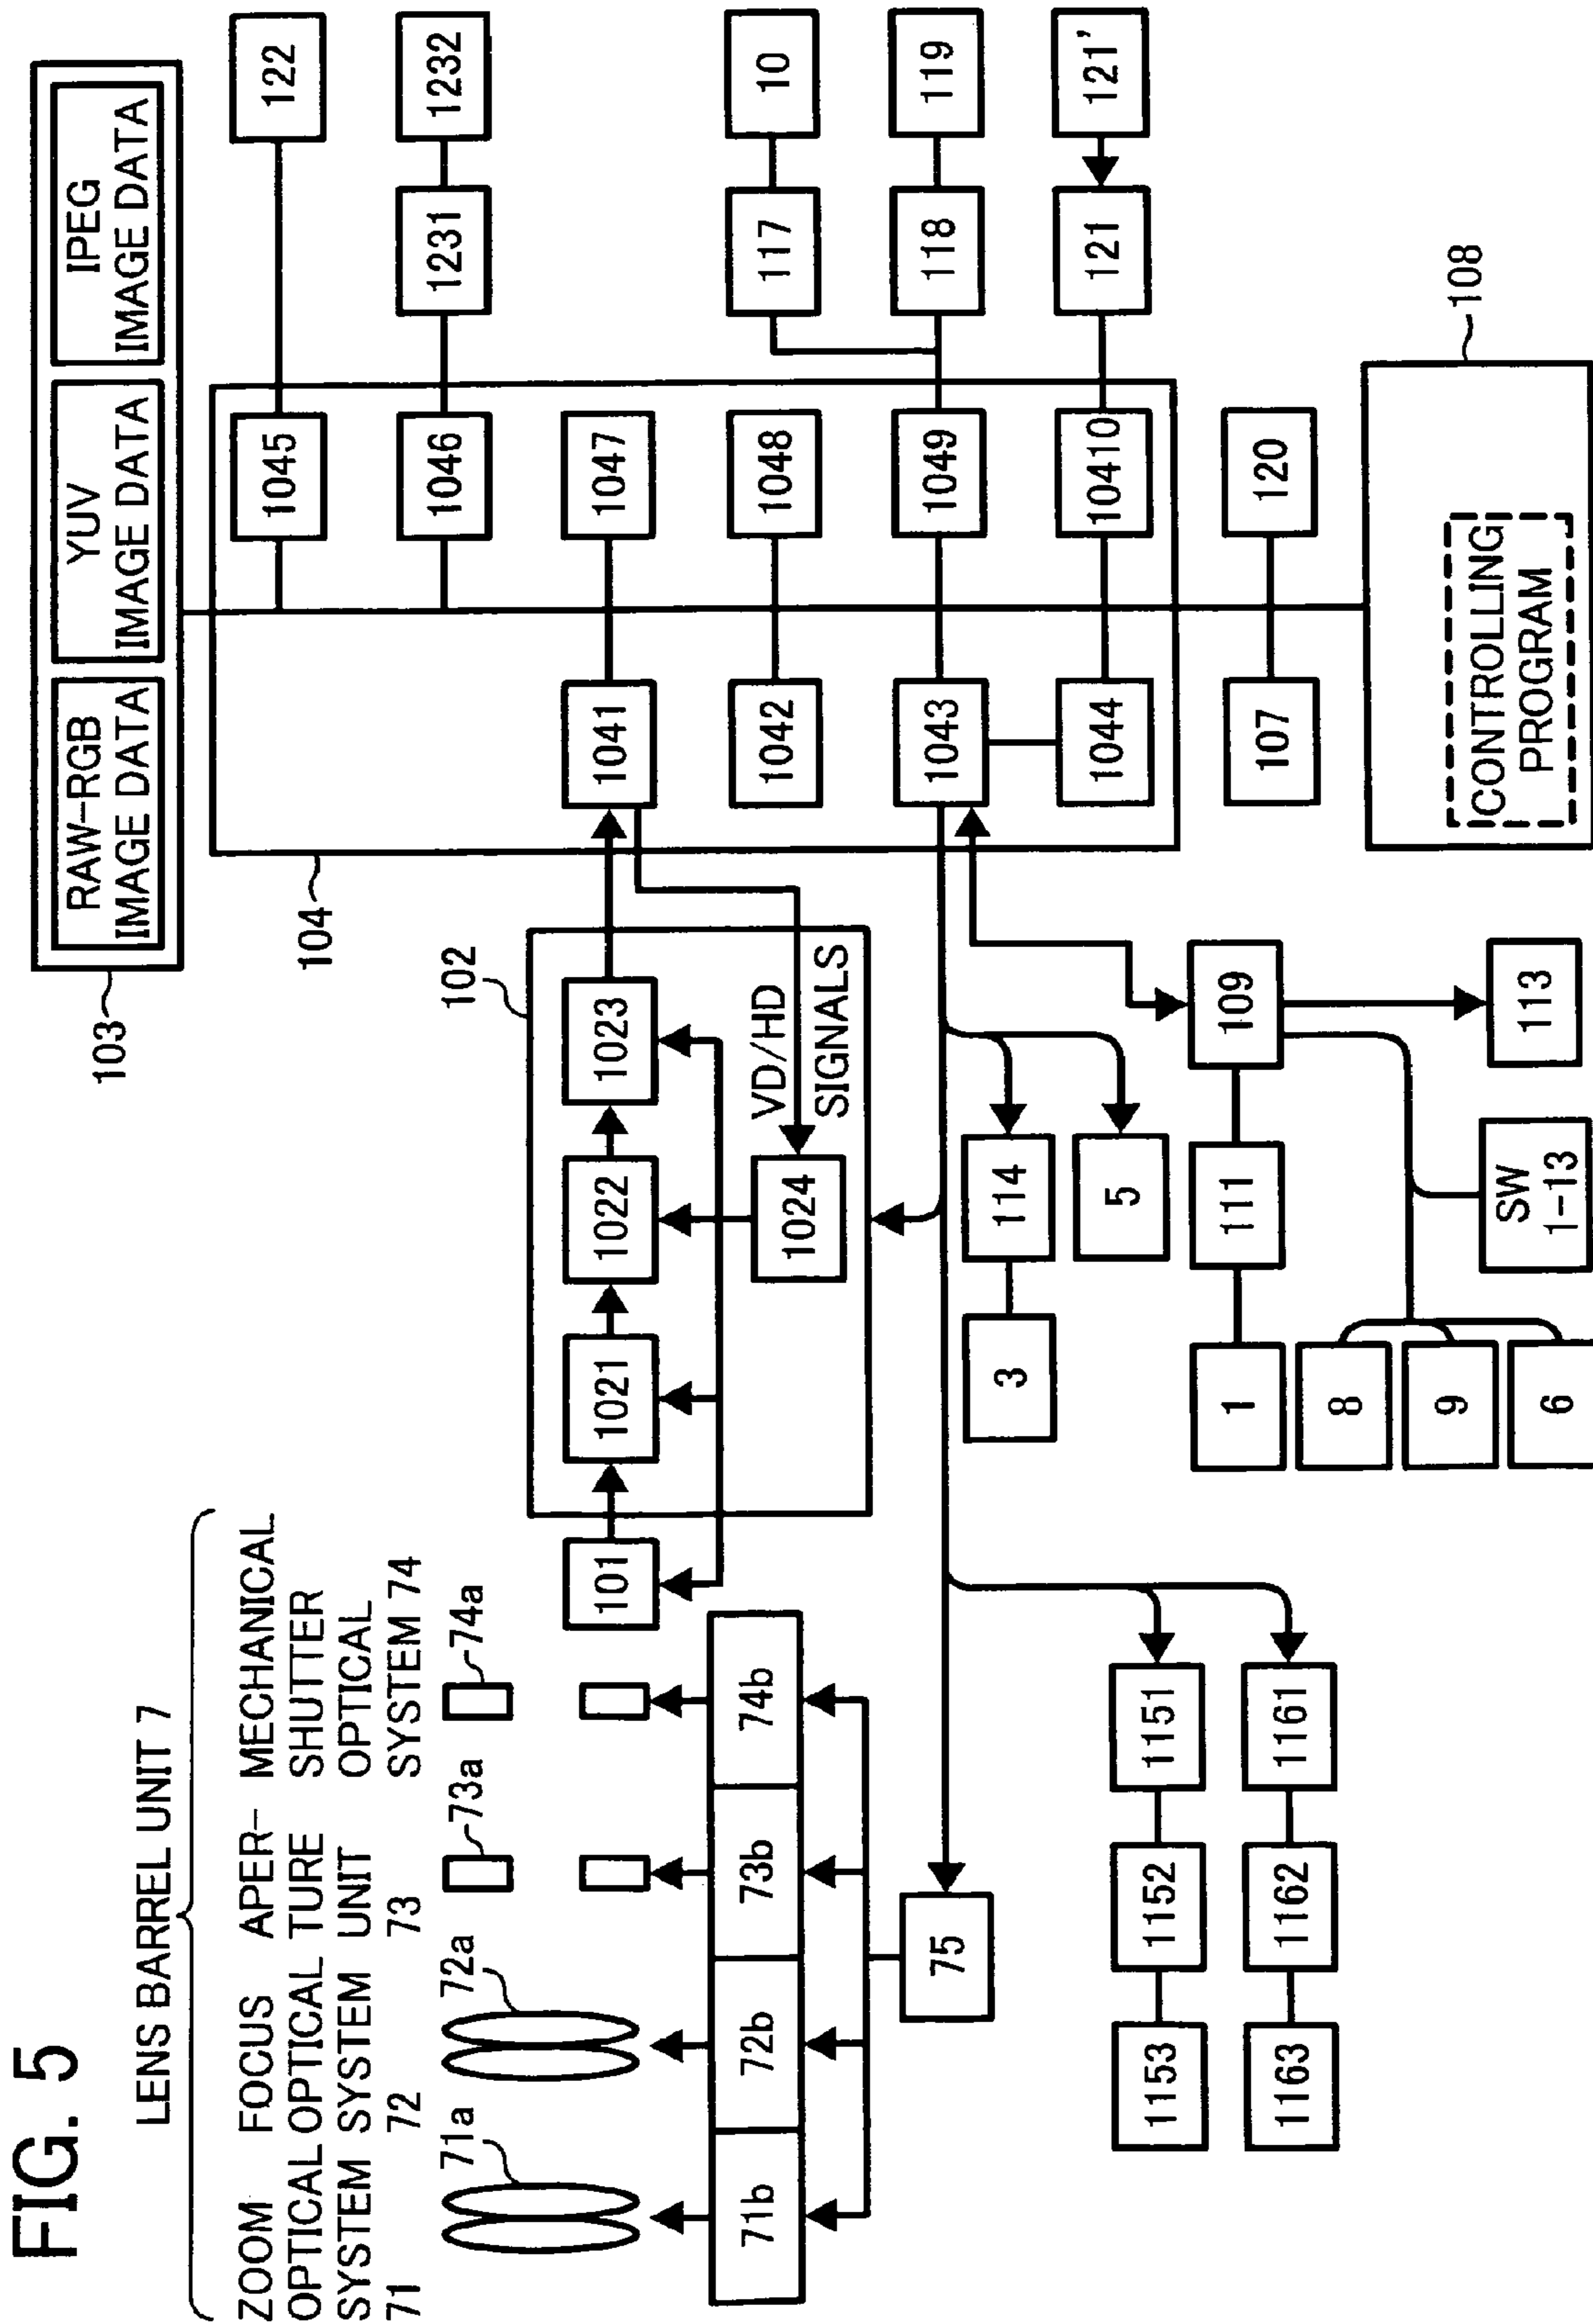 FIG. 5
LENS BARREL UNIT 7
ZOOM
OPTICAL
SYSTEM
71
FOCUS
OPTICAL
SYSTEM
72
APER-
TURE
UNIT
SYSTEM
73
MECHANICAL
SHUTTER
OPTICAL
SYSTEM 74
71a
72a
73a
74a
71b
72b
73b
74b
75
101
102
1021
1022
1023
1024
VD/HD
SIGNALS
103
RAW-RGB
IMAGE DATA
YUV
IMAGE DATA
IPEG
IMAGE DATA
104
1041
1042
1043
1044
1045
1046
1047
1048
1049
10410
122
1231
1232
117
10
118
119
121
121'
107
120
108
CONTROLLING
PROGRAM
114
3
5
109
111
1
113
8
9
6
SW
1-13
1151
1152
1153
1161
1162
1163